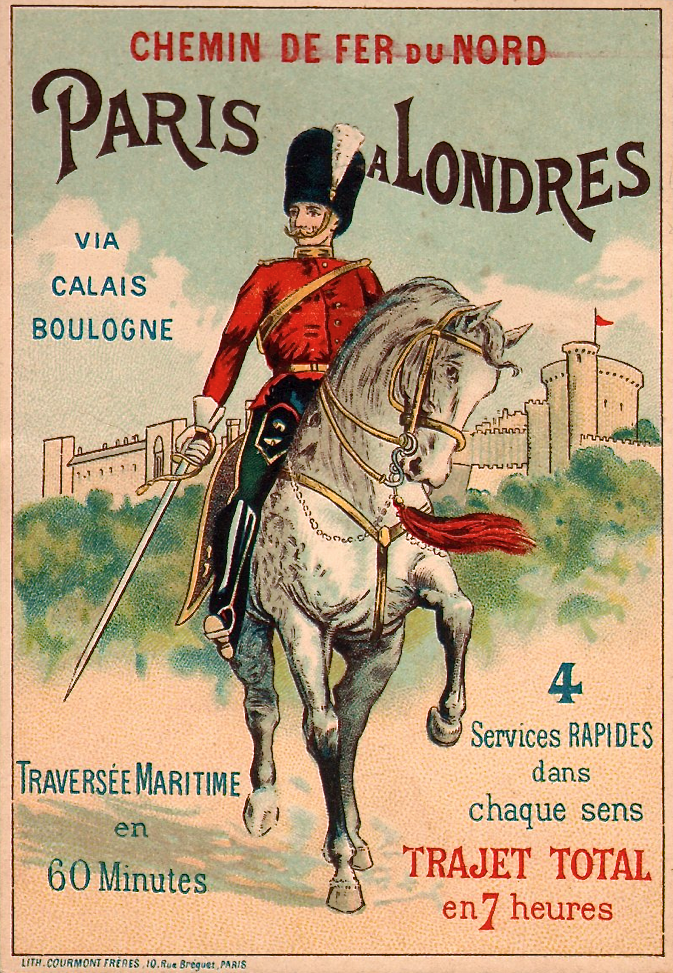 CHEMIN DE FER DU NORD
PARIS A LONDRES
VIA
CALAIS
BOULOGNE
4
Services RAPIDES
dans
chaque sens
TRAJET TOTAL
en 7 heures
TRAVERSÉE MARITIME
en
60 Minutes
LITH. COURMONT FRÈRES, 10, Rue Breguet, PARIS